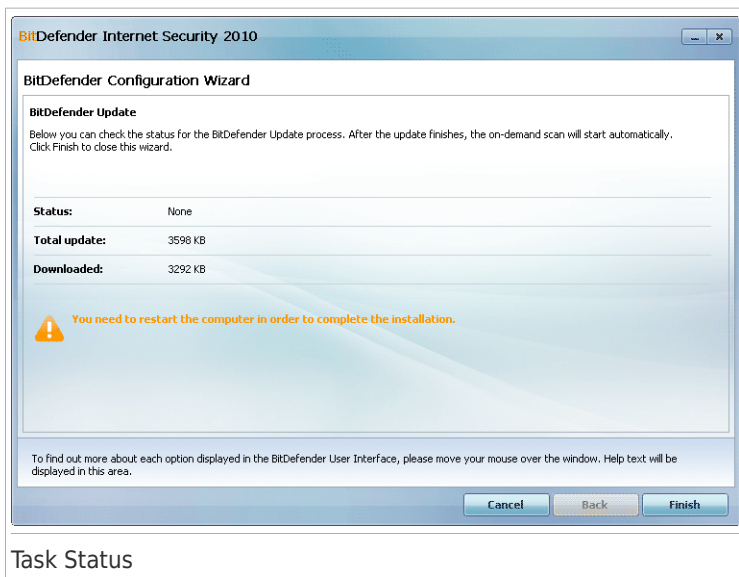 BitDefender Internet Security 2010
BitDefender Configuration Wizard
BitDefender Update
Below you can check the status for the BitDefender Update process. After the update finishes, the on-demand scan will start automatically.
Click Finish to close this wizard.
Status: None
Total update: 3598 KB
Downloaded: 3292 KB
You need to restart the computer in order to complete the installation.
To find out more about each option displayed in the BitDefender User Interface, please move your mouse over the window. Help text will be
displayed in this area.
Cancel Back Finish
Task Status